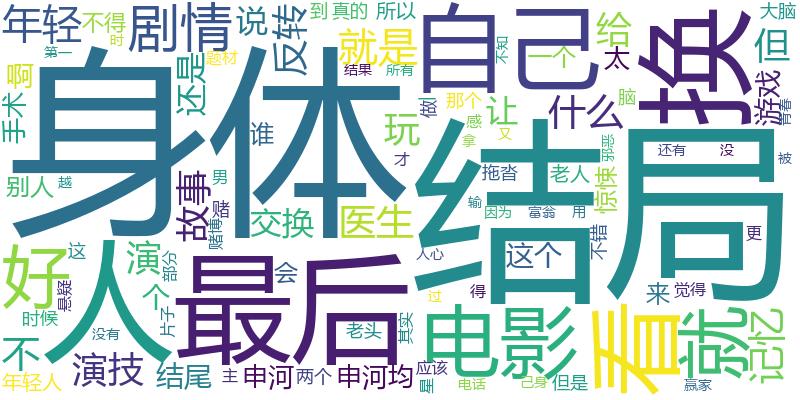 年轻
剧情
不得
时
说
反转
到
真的
所以
自己
给
换
但
大脑
第一
题材
就是
一个
不知
太
啊
还是
结果
所有
做
那个
让
什么
脑
游戏
青春
手术
身体
谁
玩
感
拿
又
结局
邪恶
还有
没
被
才
别人
越
故事
男
赌
赌博
交换
医生
拖沓
老人
惊悚
输
因为
富翁
用
不错
更
好
人
这
演
部分
个
最后
会
人心
这个
来
觉得
悬疑
时候
片子
过
得
电影
看
就
记忆
不
没有
老头
其实
年轻人
演技
结尾
主
申河
两个
申河均
应该
是
电话
己身
但是
赢家